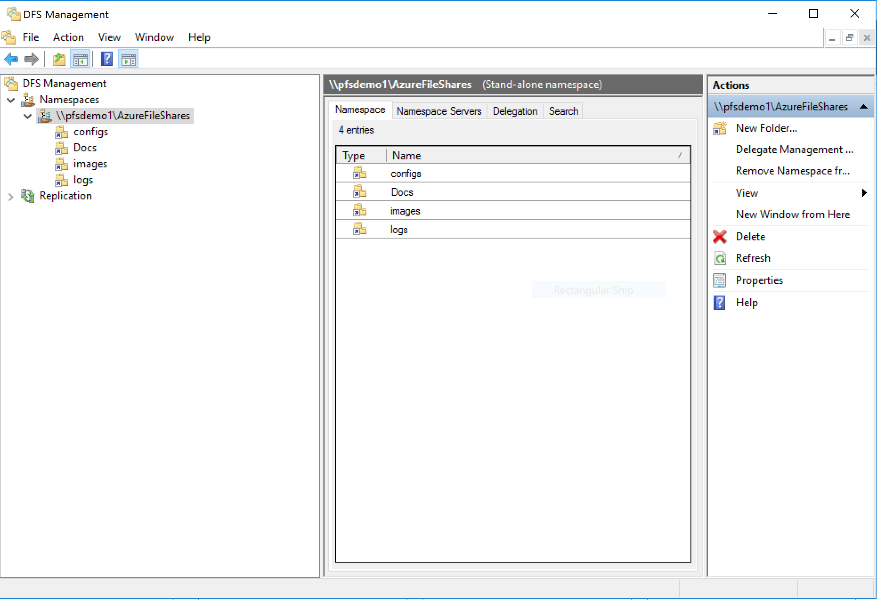 DFS Management
File Action View Window Help
DFS Management
Namespaces
\\pfsdemo1\AzureFileShares
configs
Docs
images
logs
Replication
\\pfsdemo1\AzureFileShares (Stand-alone namespace)
Namespace Namespace Servers Delegation Search
4 entries
Type Name
configs
Docs
images
logs
Rectangular Snip
Actions
\\pfsdemo1\AzureFileShares
New Folder...
Delegate Management ...
Remove Namespace fr...
View
New Window from Here
Delete
Refresh
Properties
Help